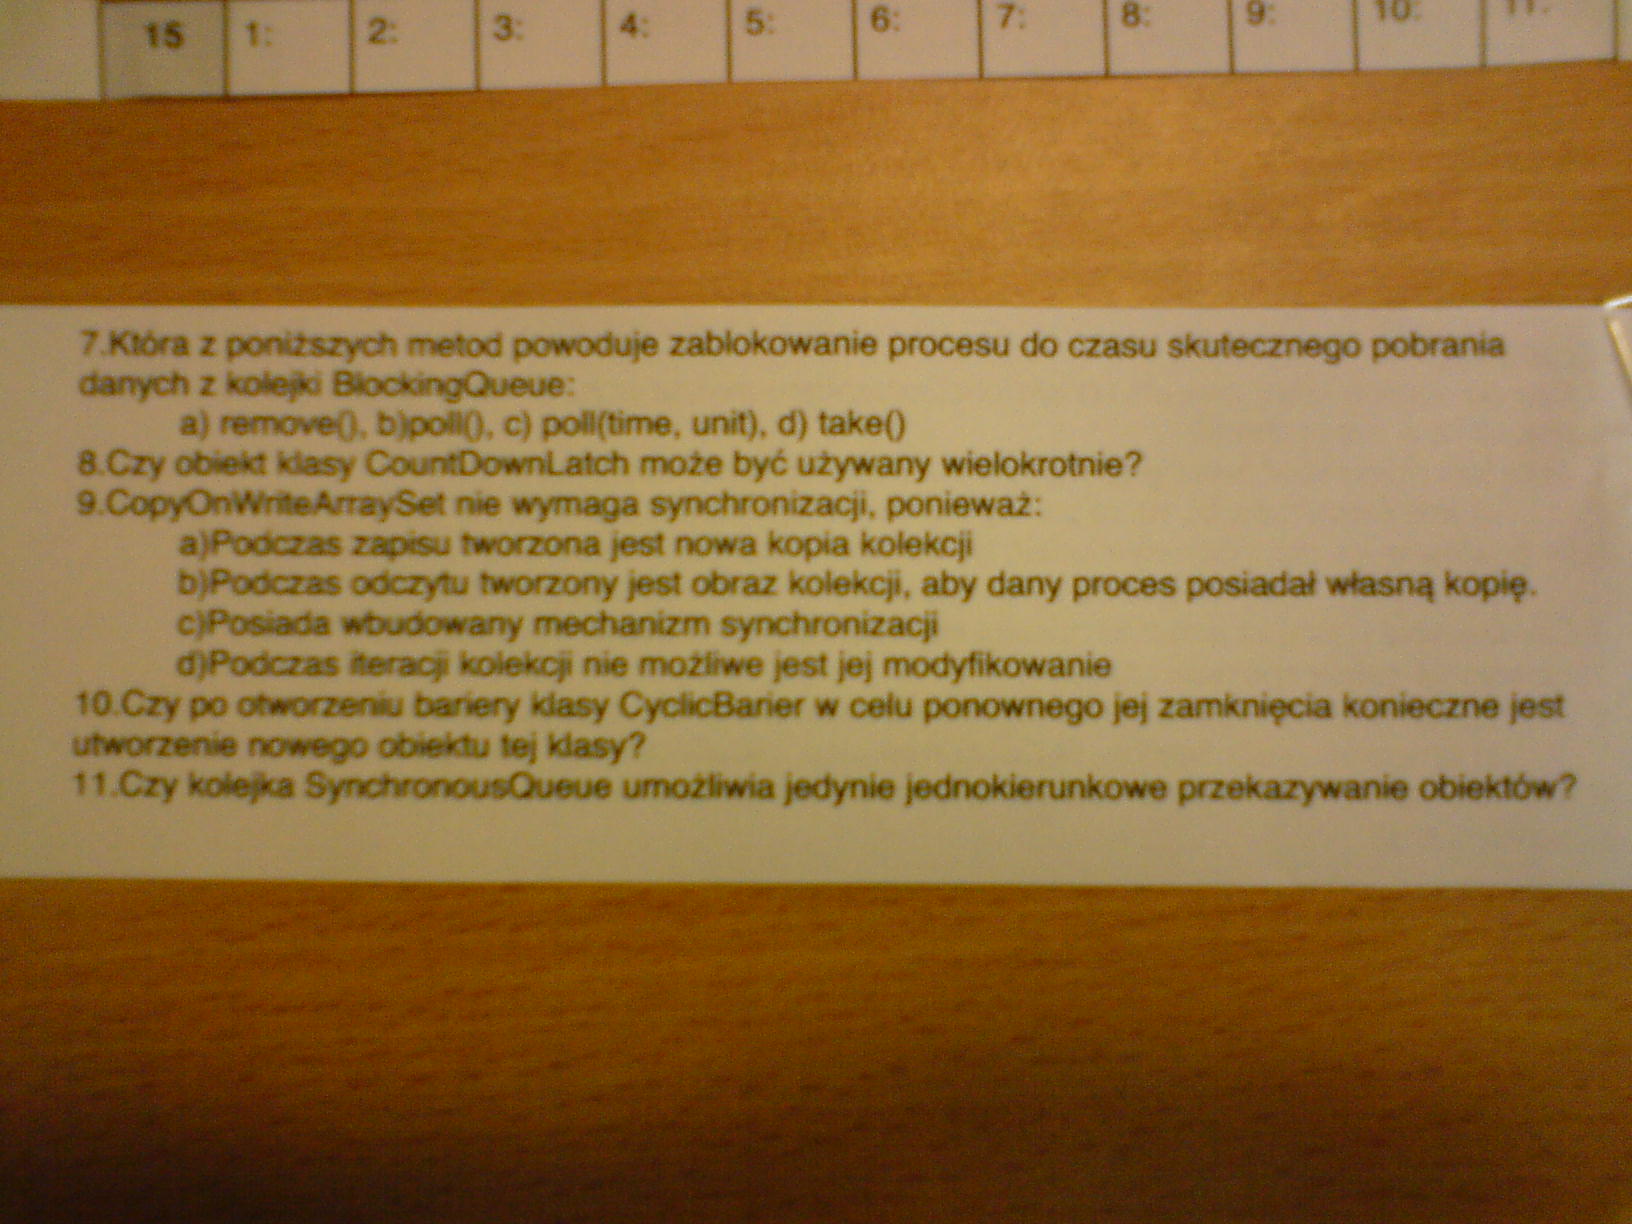 15 1: 2: 3: 4: 5: 6: 7: 8: 9: 10: 11:
7.Która z poniższych metod powoduje zablokowanie procesu do czasu skutecznego pobrania
danych z kolejki BlockingQueue:
a) remove(), b)poll(), c) poll(time, unit), d) take()
8.Czy obiekt klasy CountDownLatch może być używany wielokrotnie?
9.CopyOnWriteArraySet nie wymaga synchronizacji, ponieważ:
a)Podczas zapisu tworzona jest nowa kopia kolekcji
b)Podczas odczytu tworzony jest obraz kolekcji, aby dany proces posiadał własną kopię.
c)Posiada wbudowany mechanizm synchronizacji
d)Podczas iteracji kolekcji nie możliwe jest jej modyfikowanie
10.Czy po otworzeniu bariery klasy CyclicBarier w celu ponownego jej zamknięcia konieczne jest
utworzenie nowego obiektu tej klasy?
11.Czy kolejka SynchronousQueue umożliwia jedynie jednokierunkowe przekazywanie obiektów?